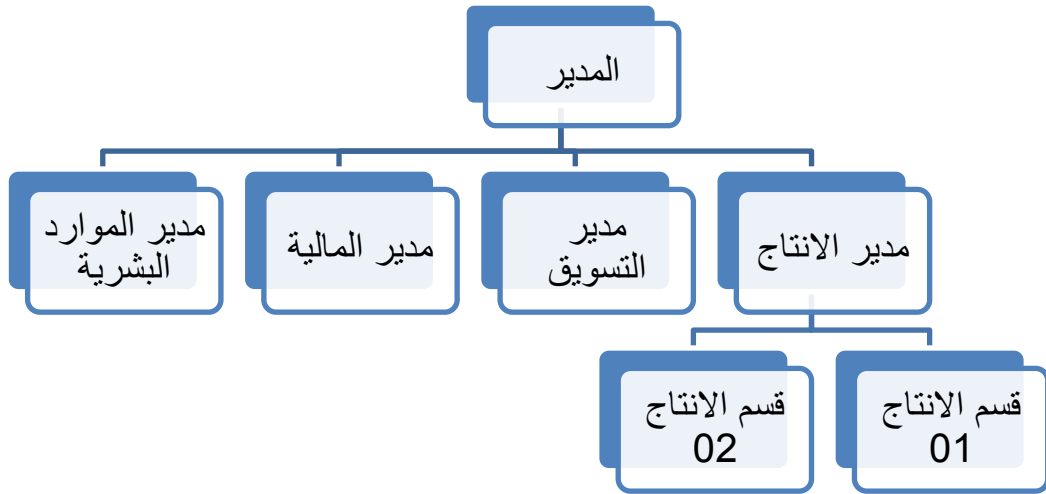 المدير
مدير الانتاج
مدير
التسويق
مدير المالية
مدير الموارد
البشرية
قسم الانتاج
01
قسم الانتاج
02